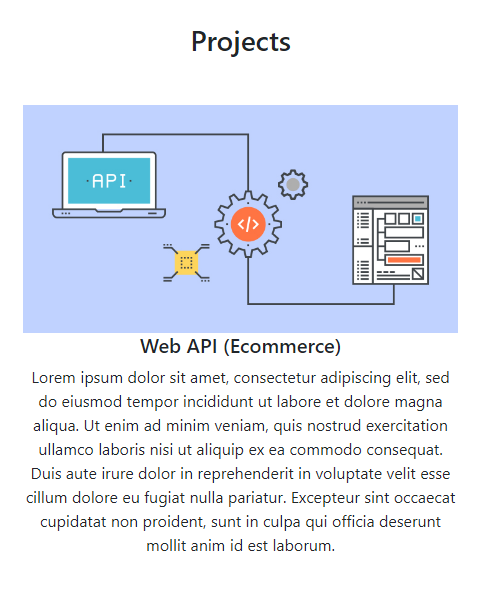 Projects
API
</>
Web API (Ecommerce)
Lorem ipsum dolor sit amet, consectetur adipiscing elit, sed
do eiusmod tempor incididunt ut labore et dolore magna
aliqua. Ut enim ad minim veniam, quis nostrud exercitation
ullamco laboris nisi ut aliquip ex ea commodo consequat.
Duis aute irure dolor in reprehenderit in voluptate velit esse
cillum dolore eu fugiat nulla pariatur. Excepteur sint occaecat
cupidatat non proident, sunt in culpa qui officia deserunt
mollit anim id est laborum.